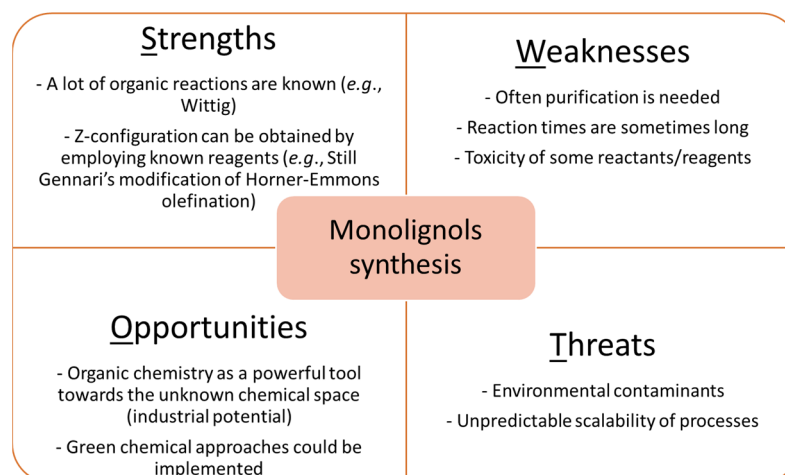 Strengths
- A lot of organic reactions are known (e.g.,
Wittig)
- Z-configuration can be obtained by
employing known reagents (e.g., Still
Gennari's modification of Horner-Emmons
olefination)
Weaknesses
- Often purification is needed
- Reaction times are sometimes long
- Toxicity of some reactants/reagents
Monolignols
synthesis
Opportunities
- Organic chemistry as a powerful tool
towards the unknown chemical space
(industrial potential)
- Green chemical approaches could be
implemented
Threats
- Environmental contaminants
- Unpredictable scalability of processes